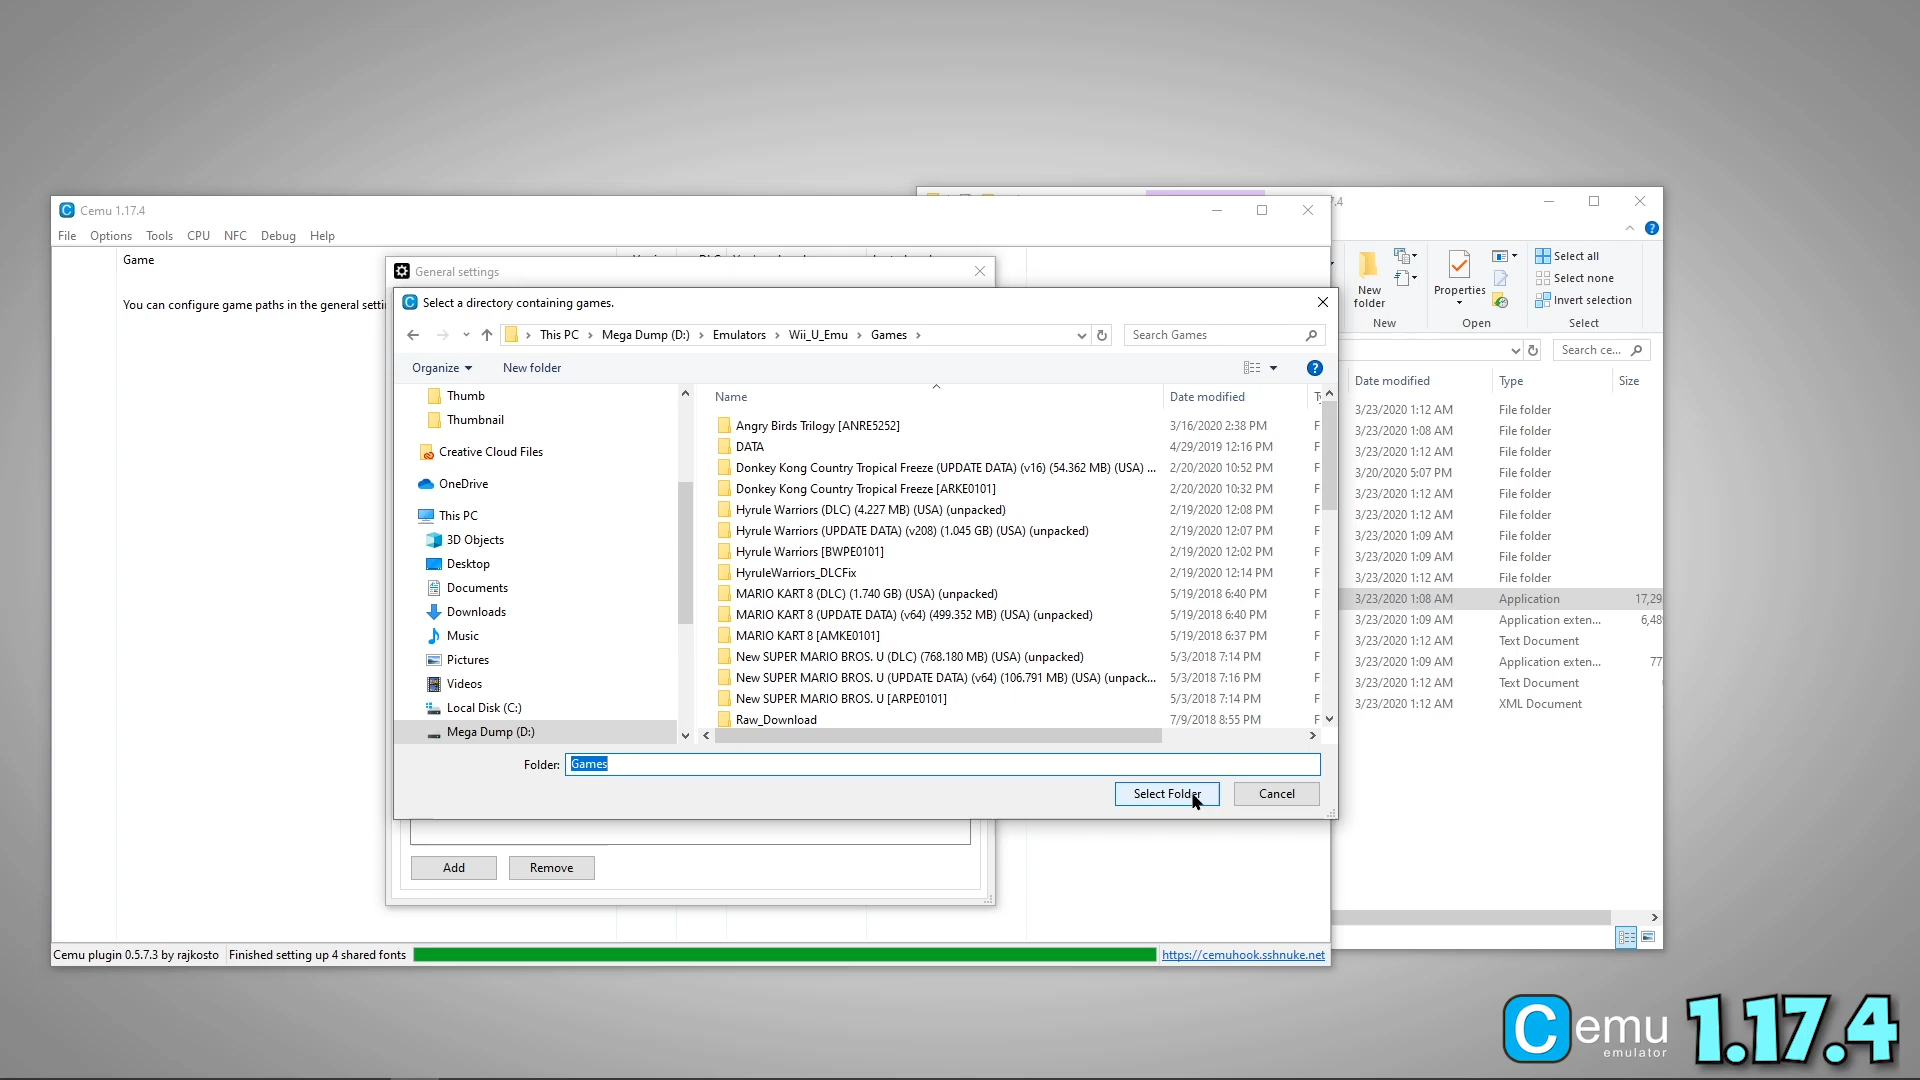 Cemu 1.17.4
File Options Tools CPU NFC Debug Help
Game
You can configure game paths in the general setti
General settings
Select a directory containing games.
This PC > Mega Dump (D:) > Emulators > Wii_U_Emu > Games >
Search Games
Organize New folder
Thumb
Thumbnail
Creative Cloud Files
OneDrive
This PC
3D Objects
Desktop
Documents
Downloads
Music
Pictures
Videos
Local Disk (C:)
Mega Dump (D:)
Name Date modified
Angry Birds Trilogy [ANRE5252] 3/16/2020 2:38 PM F
DATA 4/29/2019 12:16 PM F
Donkey Kong Country Tropical Freeze (UPDATE DATA) (v16) (54.362 MB) (USA) ... 2/20/2020 10:52 PM F
Donkey Kong Country Tropical Freeze [ARKE0101] 2/20/2020 10:32 PM F
Hyrule Warriors (DLC) (4.227 MB) (USA) (unpacked) 2/19/2020 12:08 PM F
Hyrule Warriors (UPDATE DATA) (v208) (1.045 GB) (USA) (unpacked) 2/19/2020 12:07 PM F
Hyrule Warriors [BWPE0101] 2/19/2020 12:02 PM F
HyruleWarriors_DLCFix 2/19/2020 12:14 PM F
MARIO KART 8 (DLC) (1.740 GB) (USA) (unpacked) 5/19/2018 6:40 PM F
MARIO KART 8 (UPDATE DATA) (v64) (499.352 MB) (USA) (unpacked) 5/19/2018 6:40 PM F
MARIO KART 8 [AMKE0101] 5/19/2018 6:37 PM F
New SUPER MARIO BROS. U (DLC) (768.180 MB) (USA) (unpacked) 5/3/2018 7:14 PM F
New SUPER MARIO BROS. U (UPDATE DATA) (v64) (106.791 MB) (USA) (unpack... 5/3/2018 7:16 PM F
New SUPER MARIO BROS. U [ARPE0101] 5/3/2018 7:14 PM F
Raw_Download 7/9/2018 8:55 PM F
Folder: Games
Select Folder Cancel
Add Remove
Cemu plugin 0.5.7.3 by rajkosto Finished setting up 4 shared fonts https://cemuhook.sshnuke.net
7.4
New folder
New
Properties
Open
Select all
Select none
Invert selection
Select
Search ce...
Date modified Type Size
3/23/2020 1:12 AM File folder
3/23/2020 1:08 AM File folder
3/23/2020 1:12 AM File folder
3/20/2020 5:07 PM File folder
3/23/2020 1:12 AM File folder
3/23/2020 1:12 AM File folder
3/23/2020 1:09 AM File folder
3/23/2020 1:09 AM File folder
3/23/2020 1:12 AM File folder
3/23/2020 1:08 AM Application 17,29
3/23/2020 1:09 AM Application exten... 6,48
3/23/2020 1:12 AM Text Document
3/23/2020 1:09 AM Application exten... 77
3/23/2020 1:12 AM Text Document
3/23/2020 1:12 AM XML Document
Cemu
emulator
1.17.4